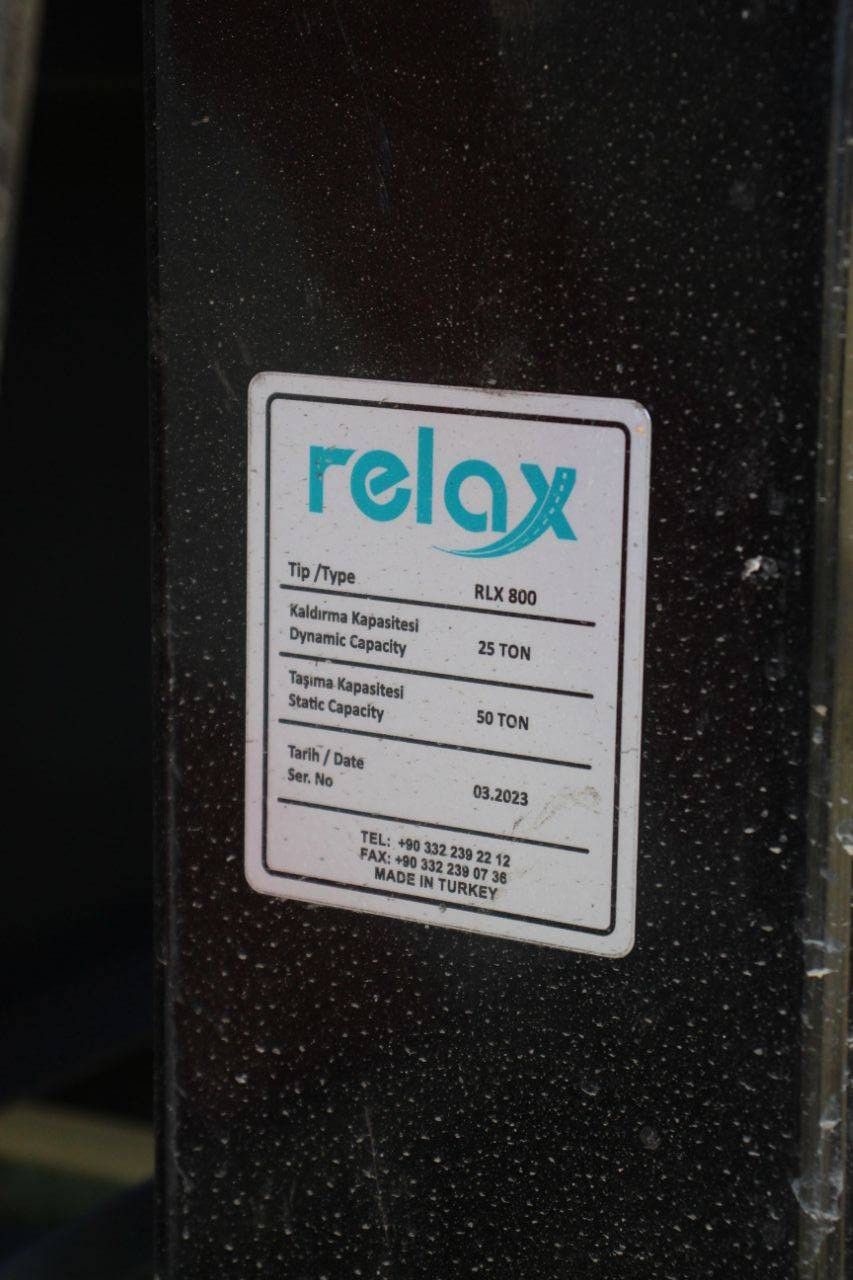 relax
Tip /Type RLX 800
Kaldırma Kapasitesi
Dynamic Capacity 25 TON
Taşıma Kapasitesi
Static Capacity 50 TON
Tarih / Date
Ser. No 03.2023
TEL: +90 332 239 22 12
FAX: +90 332 239 07 36
MADE IN TURKEY